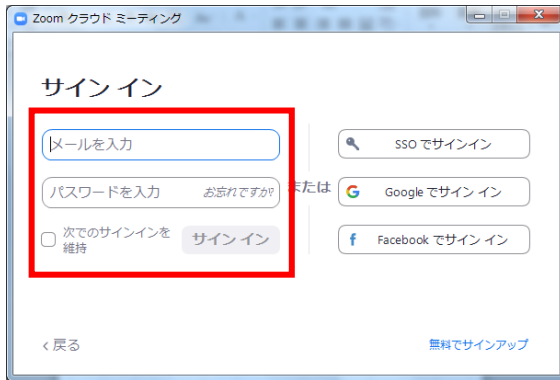 Zoom クラウド ミーティング
サイン イン
メールを入力
パスワードを入力 お忘れですか?
次でのサインインを
維持
サイン イン
または
SSO でサインイン
Google でサイン イン
Facebook でサイン イン
戻る
無料でサインアップ